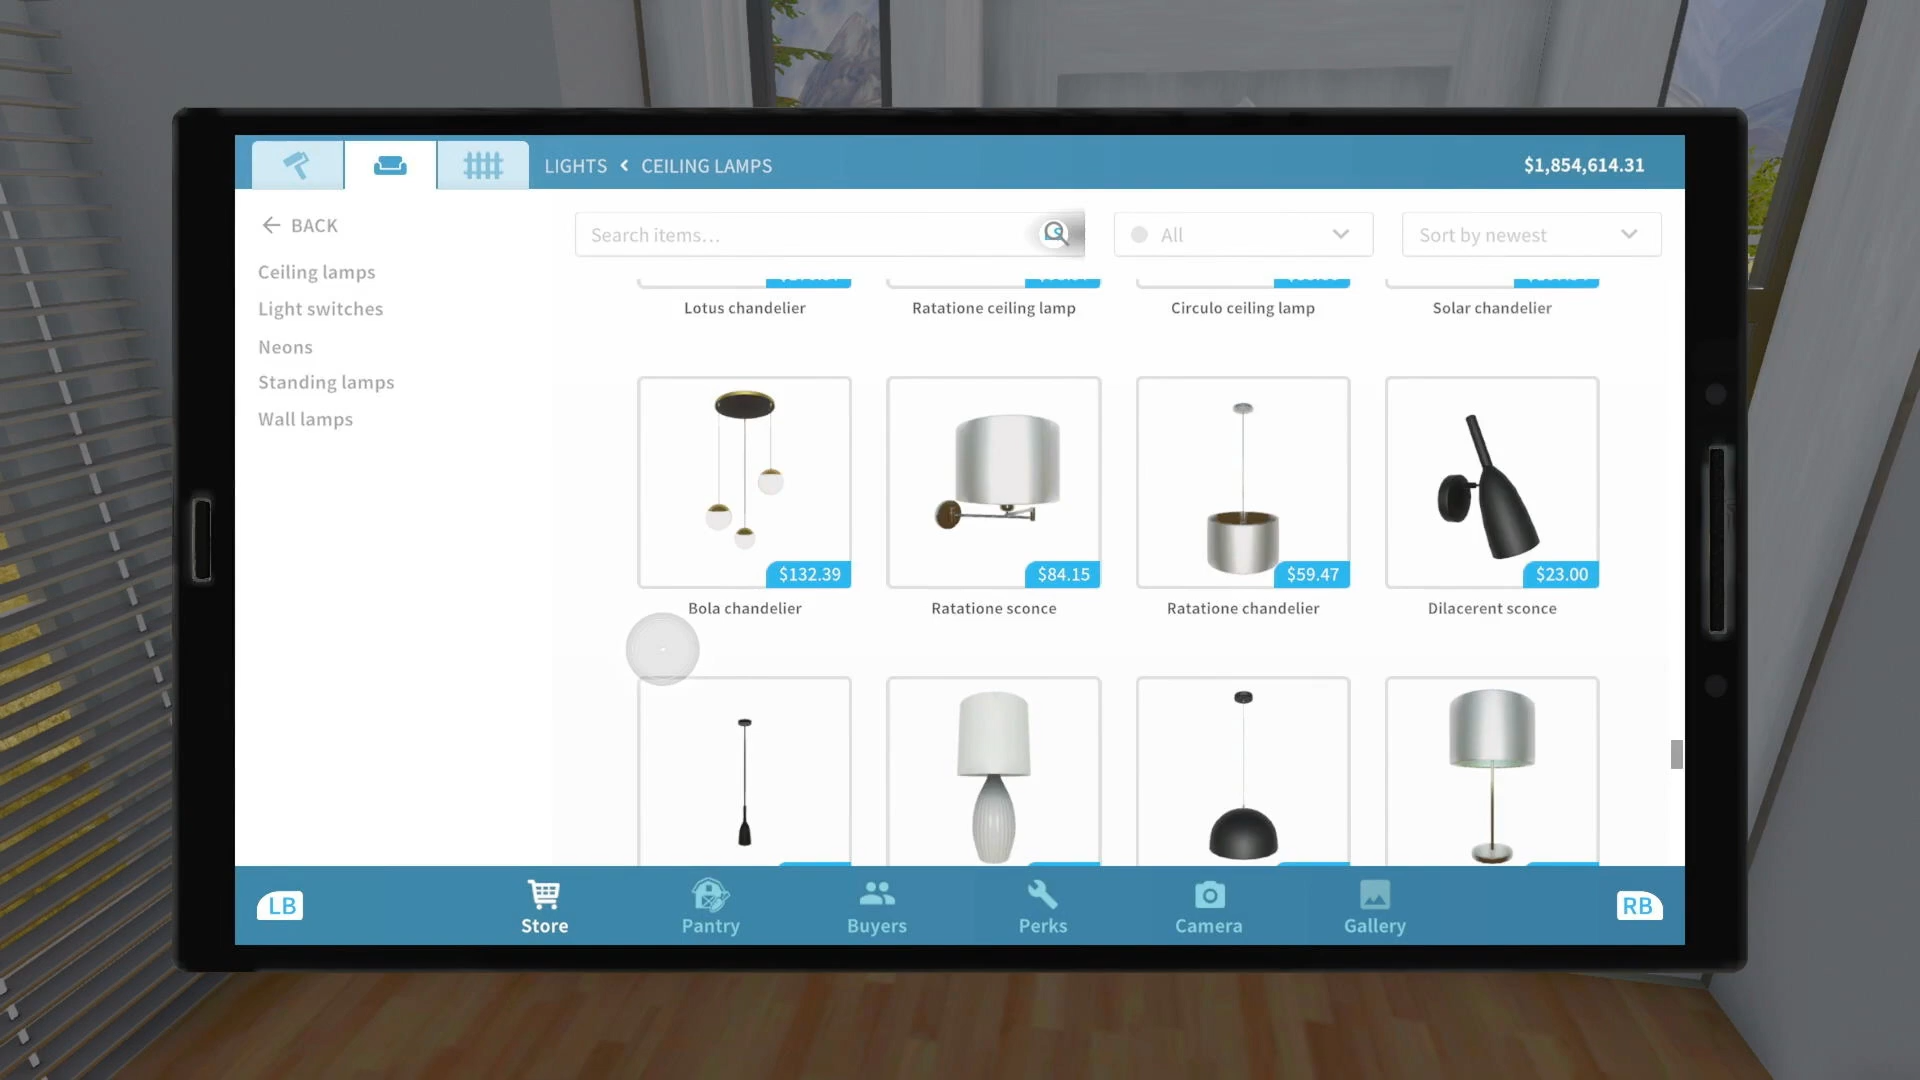 LIGHTS < CEILING LAMPS
$1,854,614.31
BACK
Search items...
All
Sort by newest
Ceiling lamps
Light switches
Neons
Standing lamps
Wall lamps
Lotus chandelier
Ratatione ceiling lamp
Circulo ceiling lamp
Solar chandelier
$132.39
$84.15
$59.47
$23.00
Bola chandelier
Ratatione sconce
Ratatione chandelier
Dilacerent sconce
LB
Store
Pantry
Buyers
Perks
Camera
Gallery
RB